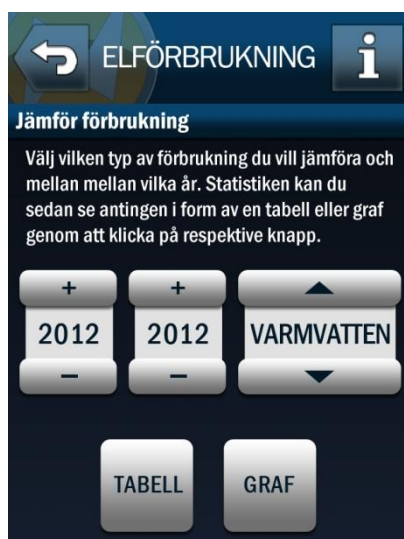 ELFÖRBRUKNING
Jämför förbrukning
Välj vilken typ av förbrukning du vill jämföra och
mellan mellan vilka år. Statistiken kan du
sedan se antingen i form av en tabell eller graf
genom att klicka på respektive knapp.
+ +
2012 2012 VARMVATTEN
− −
TABELL GRAF